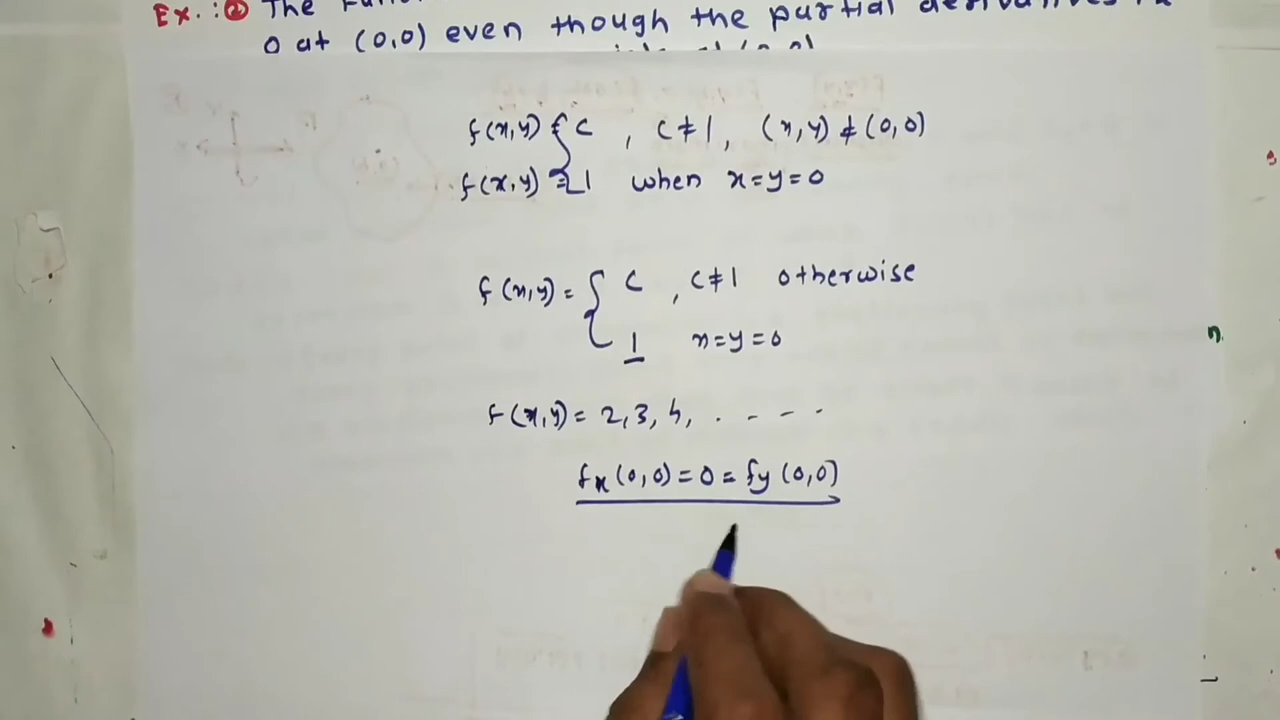 Ex.: ② The
0 at (0,0) even though the partial derivatives
f(x,y) { C , C≠1, (x,y) ≠ (0,0)
f(x,y) = 1 when x=y=0
f(x,y) = { C , C≠1 otherwise
1 x=y=0
f(x,y) = 2, 3, 4, . - - -
fx(0,0) = 0 = fy(0,0)